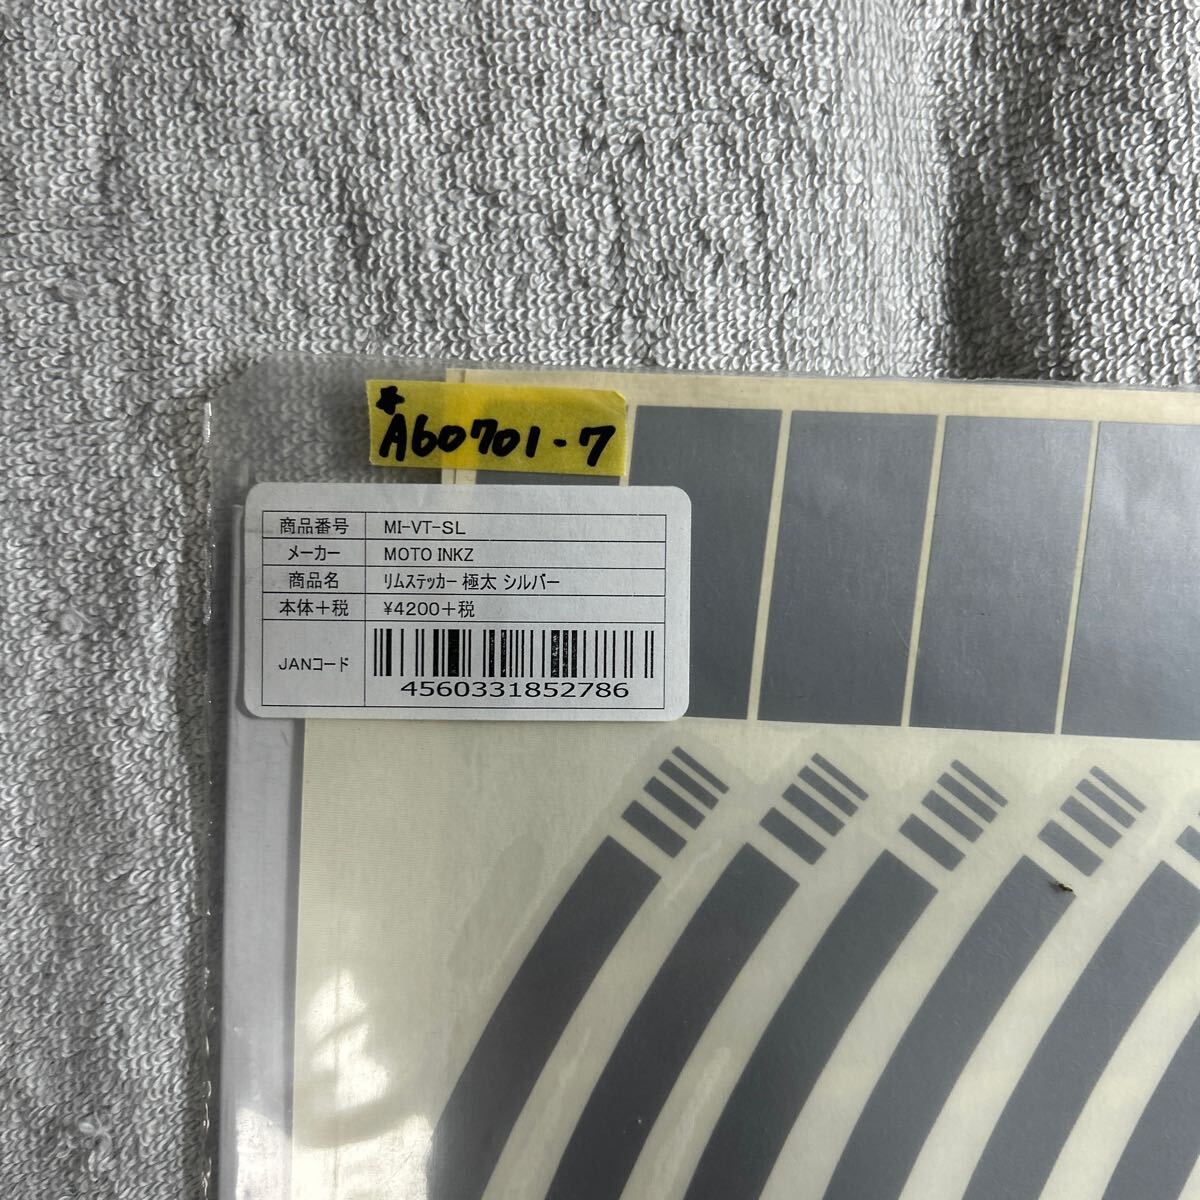 ★A60701-7
商品番号 MI-VT-SL
メーカー MOTO INKZ
商品名 リムステッカー 極太 シルバー
本体+税 ¥4200+税
JANコード 4560331852786